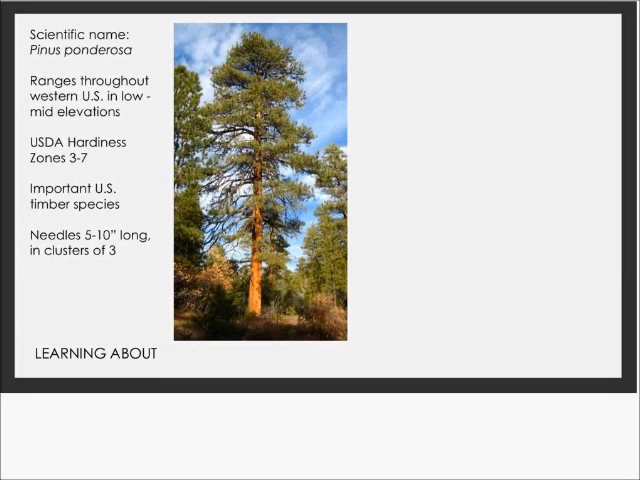 Scientific name:
Pinus ponderosa
Ranges throughout
western U.S. in low -
mid elevations
USDA Hardiness
Zones 3-7
Important U.S.
timber species
Needles 5-10” long,
in clusters of 3
LEARNING ABOUT